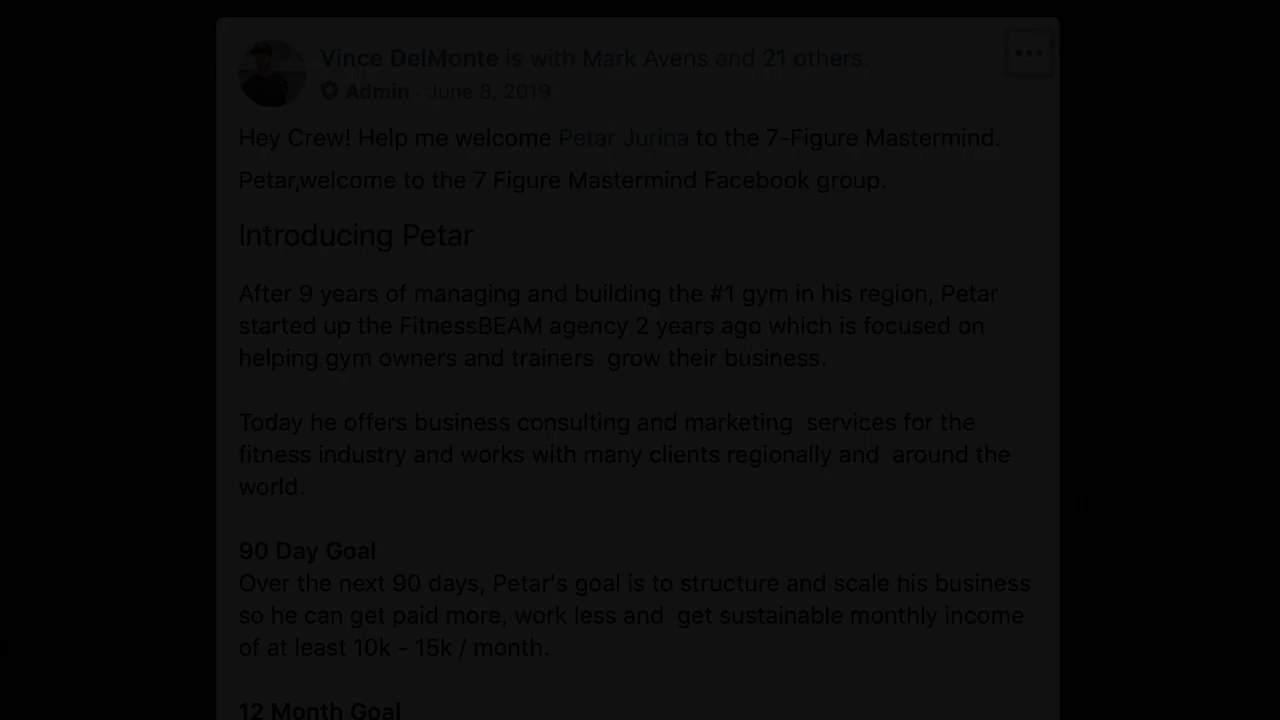 Vince DelMonte is with Mark Avens and 21 others.
Admin · June 8, 2019
Hey Crew! Help me welcome Petar Jurina to the 7-Figure Mastermind.
Petar,welcome to the 7 Figure Mastermind Facebook group.
Introducing Petar
After 9 years of managing and building the #1 gym in his region, Petar
started up the FitnessBEAM agency 2 years ago which is focused on
helping gym owners and trainers  grow their business.
Today he offers business consulting and marketing  services for the
fitness industry and works with many clients regionally and  around the
world.
90 Day Goal
Over the next 90 days, Petar's goal is to structure and scale his business
so he can get paid more, work less and  get sustainable monthly income
of at least 10k - 15k / month.
12 Month Goal